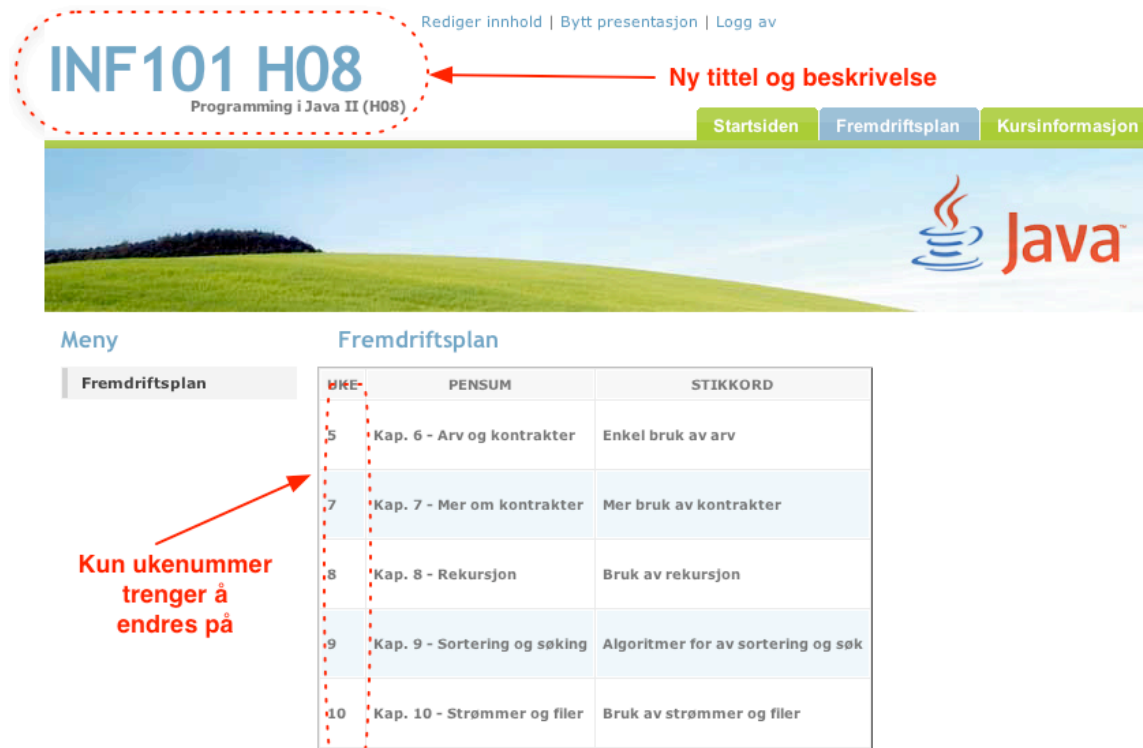 Rediger innhold | Bytt presentasjon | Logg av
INF101 H08
Programming i Java II (H08)
Ny tittel og beskrivelse
Startsiden Fremdriftsplan Kursinformasjon
Java™
Meny
Fremdriftsplan
Fremdriftsplan
UKE PENSUM STIKKORD
5 Kap. 6 - Arv og kontrakter Enkel bruk av arv
7 Kap. 7 - Mer om kontrakter Mer bruk av kontrakter
8 Kap. 8 - Rekursjon Bruk av rekursjon
9 Kap. 9 - Sortering og søking Algoritmer for av sortering og søk
10 Kap. 10 - Strømmer og filer Bruk av strømmer og filer
Kun ukenummer
trenger å
endres på